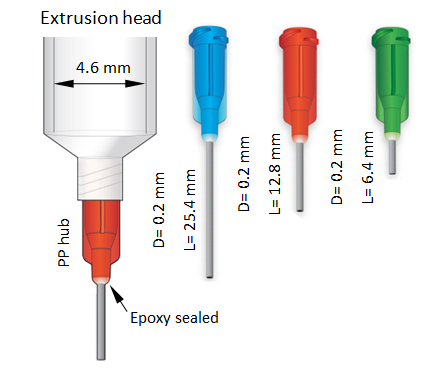 Extrusion head
4.6 mm
PP hub
Epoxy sealed
D= 0.2 mm
L= 25.4 mm
D= 0.2 mm
L= 12.8 mm
D= 0.2 mm
L= 6.4 mm